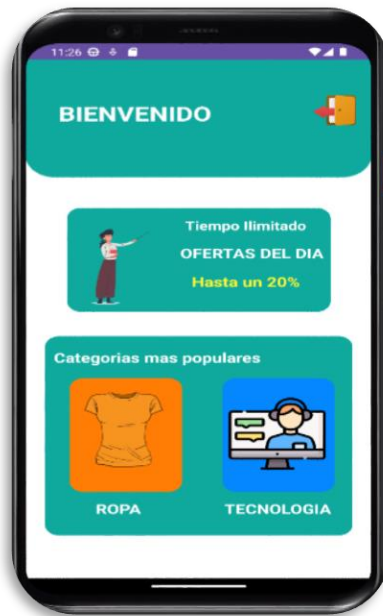 11:26
BIENVENIDO
Tiempo Ilimitado
OFERTAS DEL DIA
Hasta un 20%
Categorias mas populares
ROPA
TECNOLOGIA